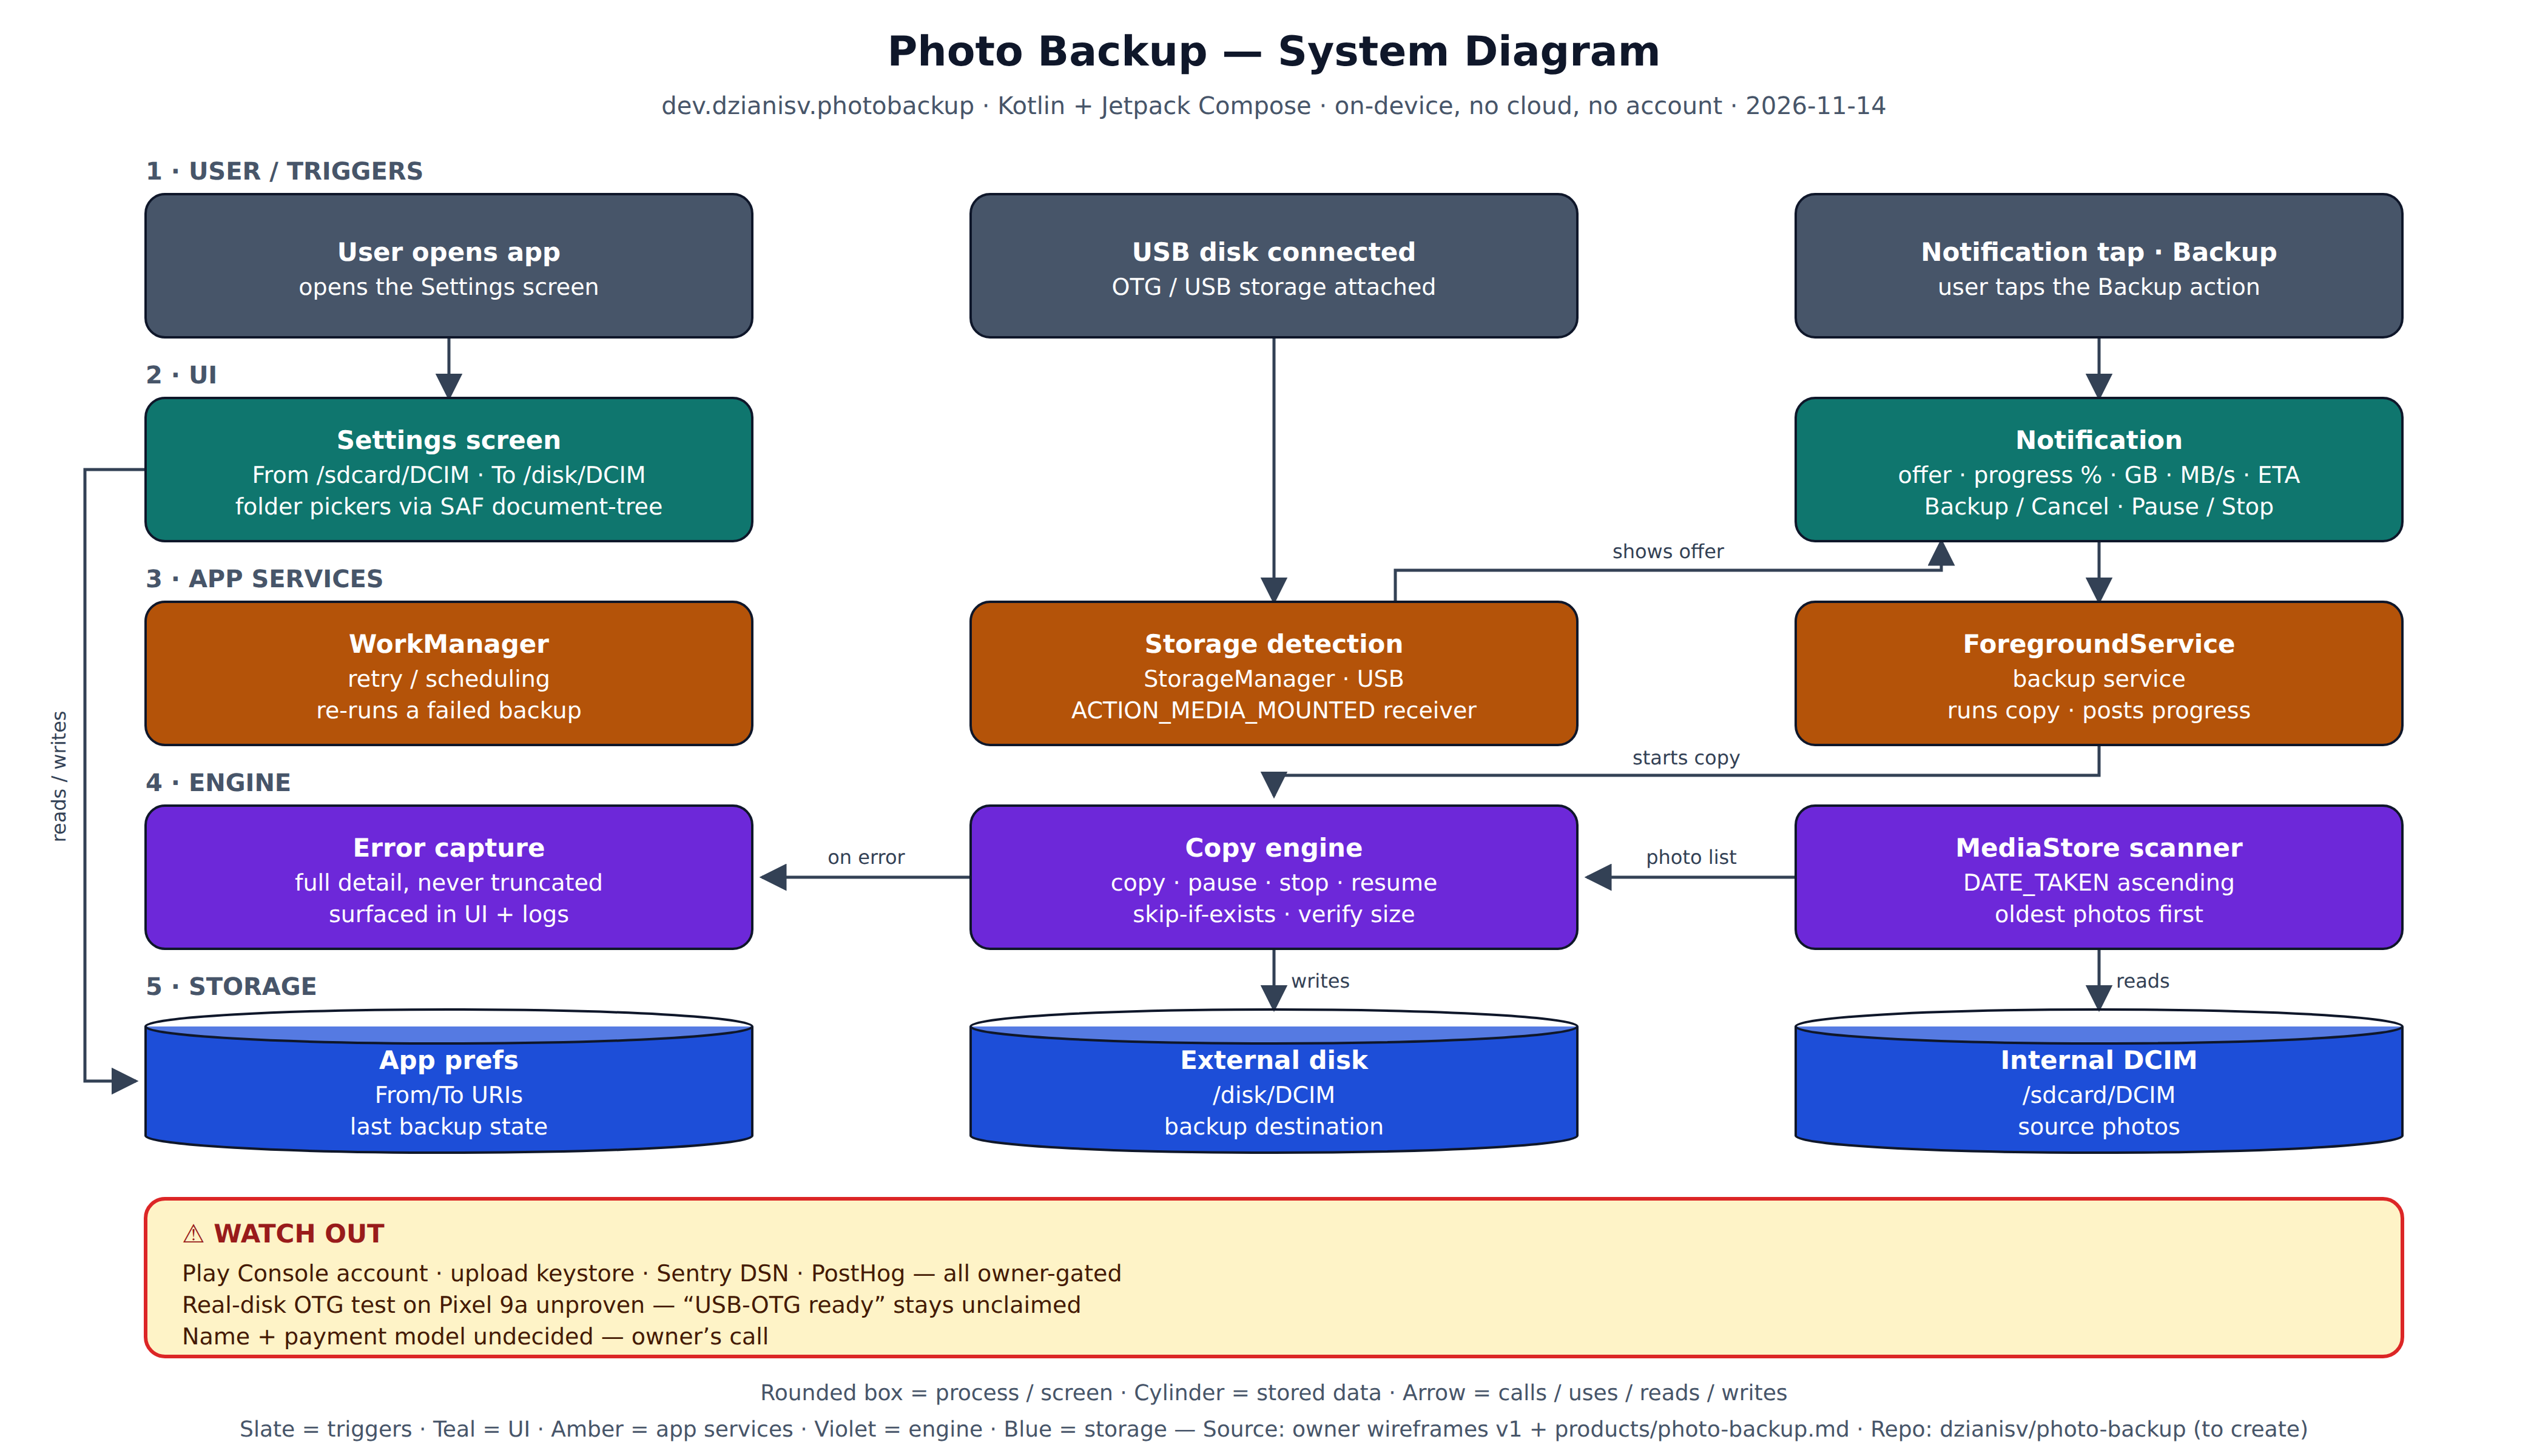 Photo Backup — System Diagram
dev.dzianisv.photobackup · Kotlin + Jetpack Compose · on-device, no cloud, no account · 2026-11-14
1 · USER / TRIGGERS
User opens app
opens the Settings screen
USB disk connected
OTG / USB storage attached
Notification tap · Backup
user taps the Backup action
2 · UI
Settings screen
From /sdcard/DCIM · To /disk/DCIM
folder pickers via SAF document-tree
Notification
offer · progress % · GB · MB/s · ETA
Backup / Cancel · Pause / Stop
shows offer
3 · APP SERVICES
WorkManager
retry / scheduling
re-runs a failed backup
Storage detection
StorageManager · USB
ACTION_MEDIA_MOUNTED receiver
ForegroundService
backup service
runs copy · posts progress
reads / writes
starts copy
4 · ENGINE
Error capture
full detail, never truncated
surfaced in UI + logs
on error
Copy engine
copy · pause · stop · resume
skip-if-exists · verify size
photo list
MediaStore scanner
DATE_TAKEN ascending
oldest photos first
writes
reads
5 · STORAGE
App prefs
From/To URIs
last backup state
External disk
/disk/DCIM
backup destination
Internal DCIM
/sdcard/DCIM
source photos
⚠ WATCH OUT
Play Console account · upload keystore · Sentry DSN · PostHog — all owner-gated
Real-disk OTG test on Pixel 9a unproven — “USB-OTG ready” stays unclaimed
Name + payment model undecided — owner’s call
Rounded box = process / screen · Cylinder = stored data · Arrow = calls / uses / reads / writes
Slate = triggers · Teal = UI · Amber = app services · Violet = engine · Blue = storage — Source: owner wireframes v1 + products/photo-backup.md · Repo: dzianisv/photo-backup (to create)